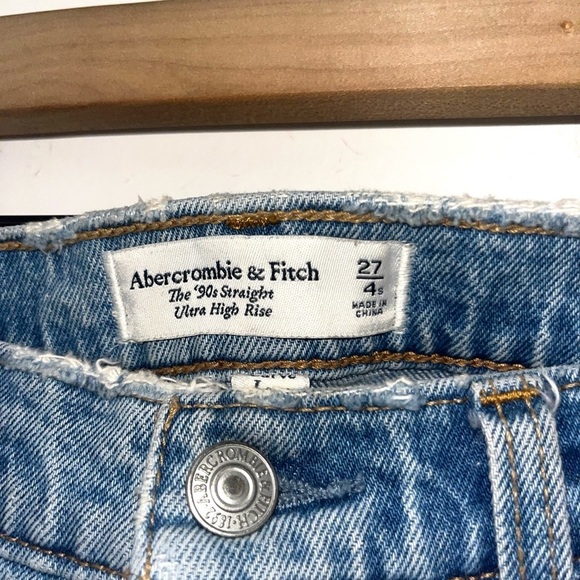 Abercrombie & Fitch
The '90s Straight
Ultra High Rise
27
4s
MADE IN
CHINA
ABERCROMBIE & FITCH · 1892